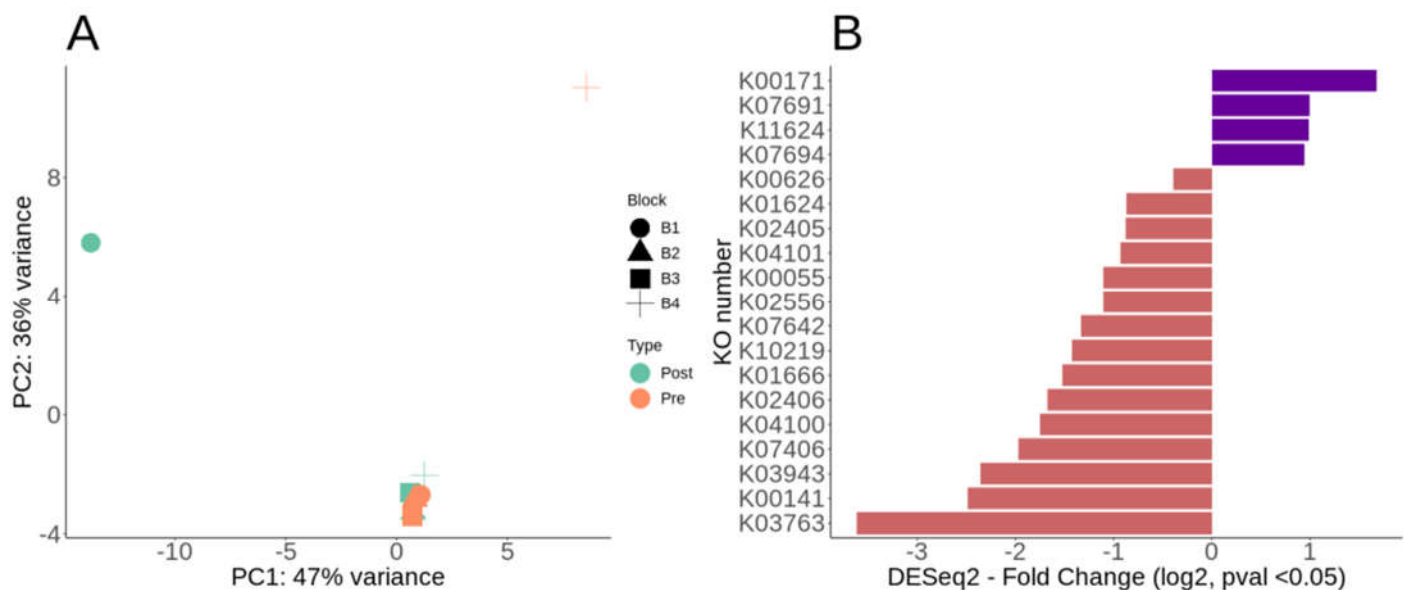 A
PC2: 36% variance
8
4
0
-4
-10
-5
0
5
PC1: 47% variance
Block
B1
B2
B3
B4
Type
Post
Pre
B
KO number
K00171
K07691
K11624
K07694
K00626
K01624
K02405
K04101
K00055
K02556
K07642
K10219
K01666
K02406
K04100
K07406
K03943
K00141
K03763
-3
-2
-1
0
1
DESeq2 - Fold Change (log2, pval <0.05)